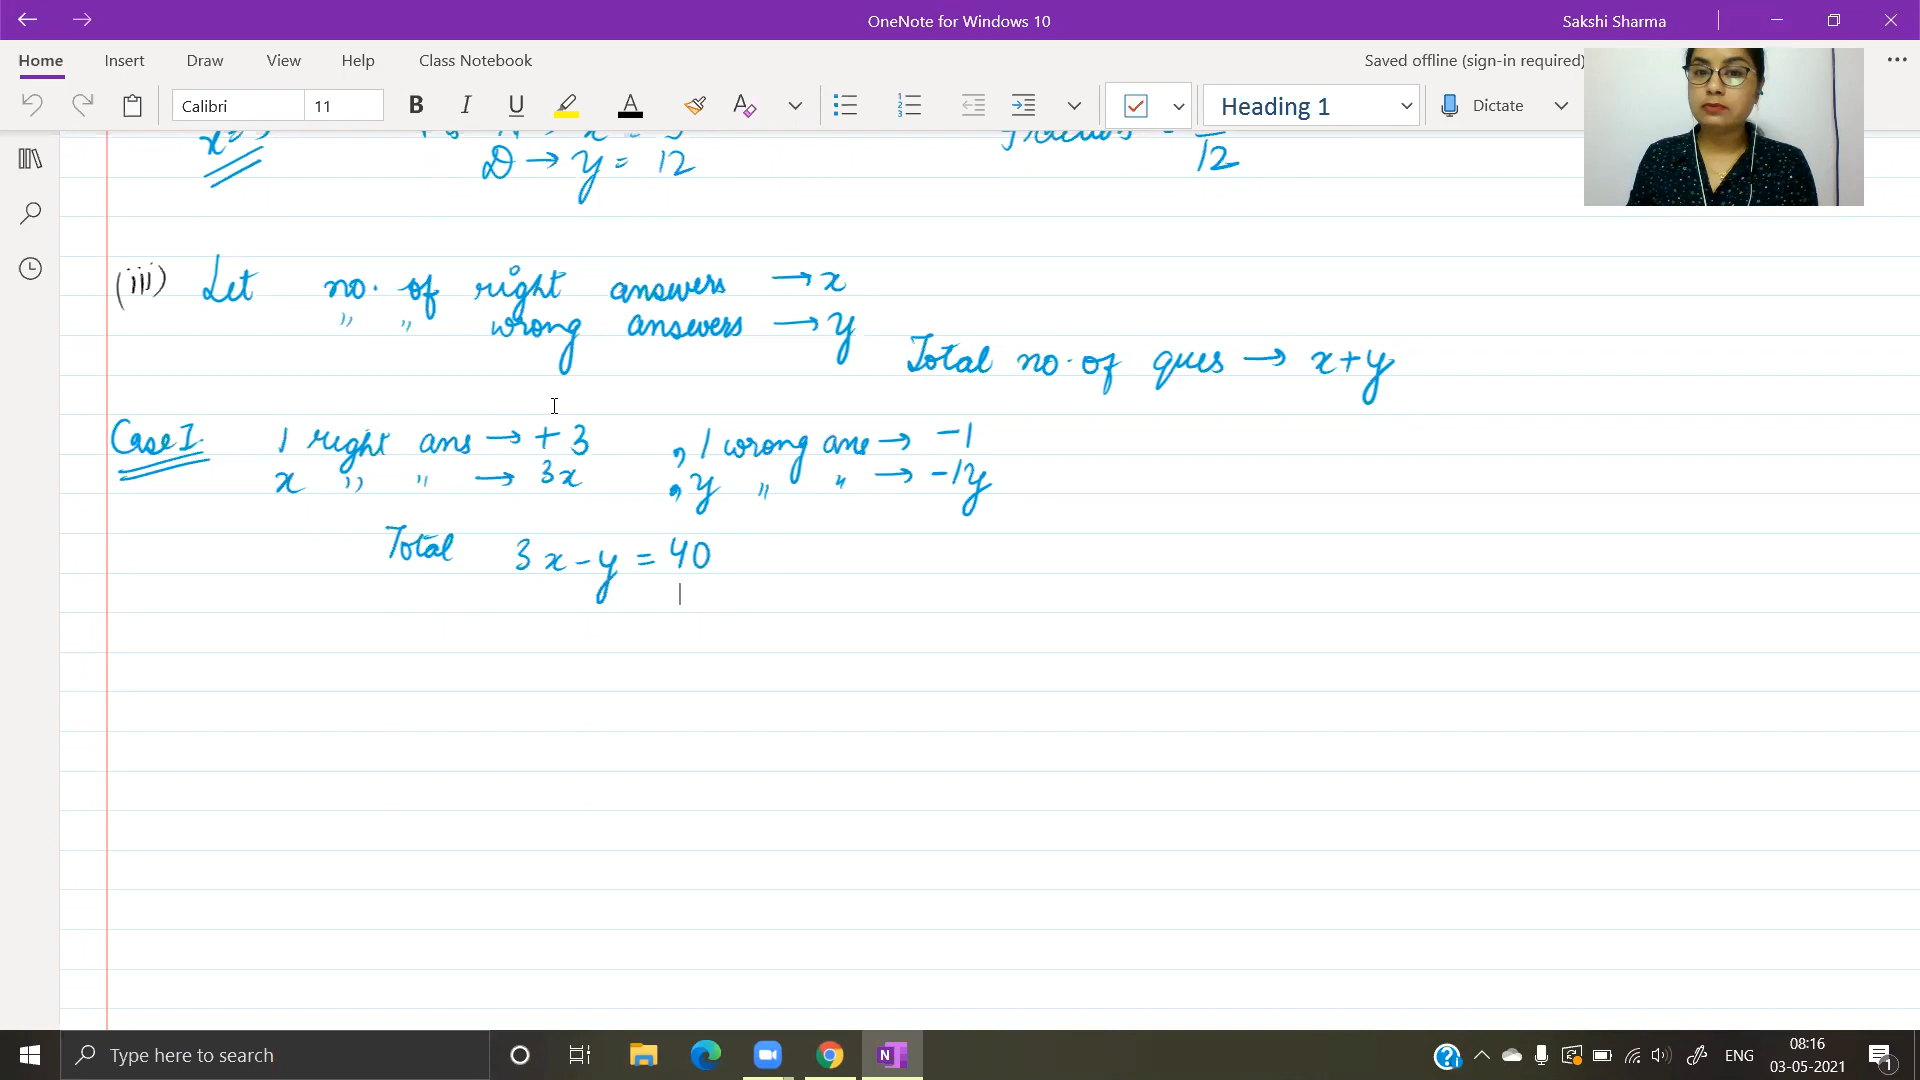 OneNote for Windows 10
Sakshi Sharma
Home Insert Draw View Help Class Notebook
Saved offline (sign-in required)
Calibri 11 B I U A Heading 1 Dictate
D → y = 12
12
(iii) Let no. of right answers → x
" " wrong answers → y
Total no. of ques → x+y
Case I. 1 right ans → +3 , 1 wrong ans → -1
x " " → 3x , y " " → -1y
Total 3x - y = 40
Type here to search
ENG
08:16
03-05-2021
1